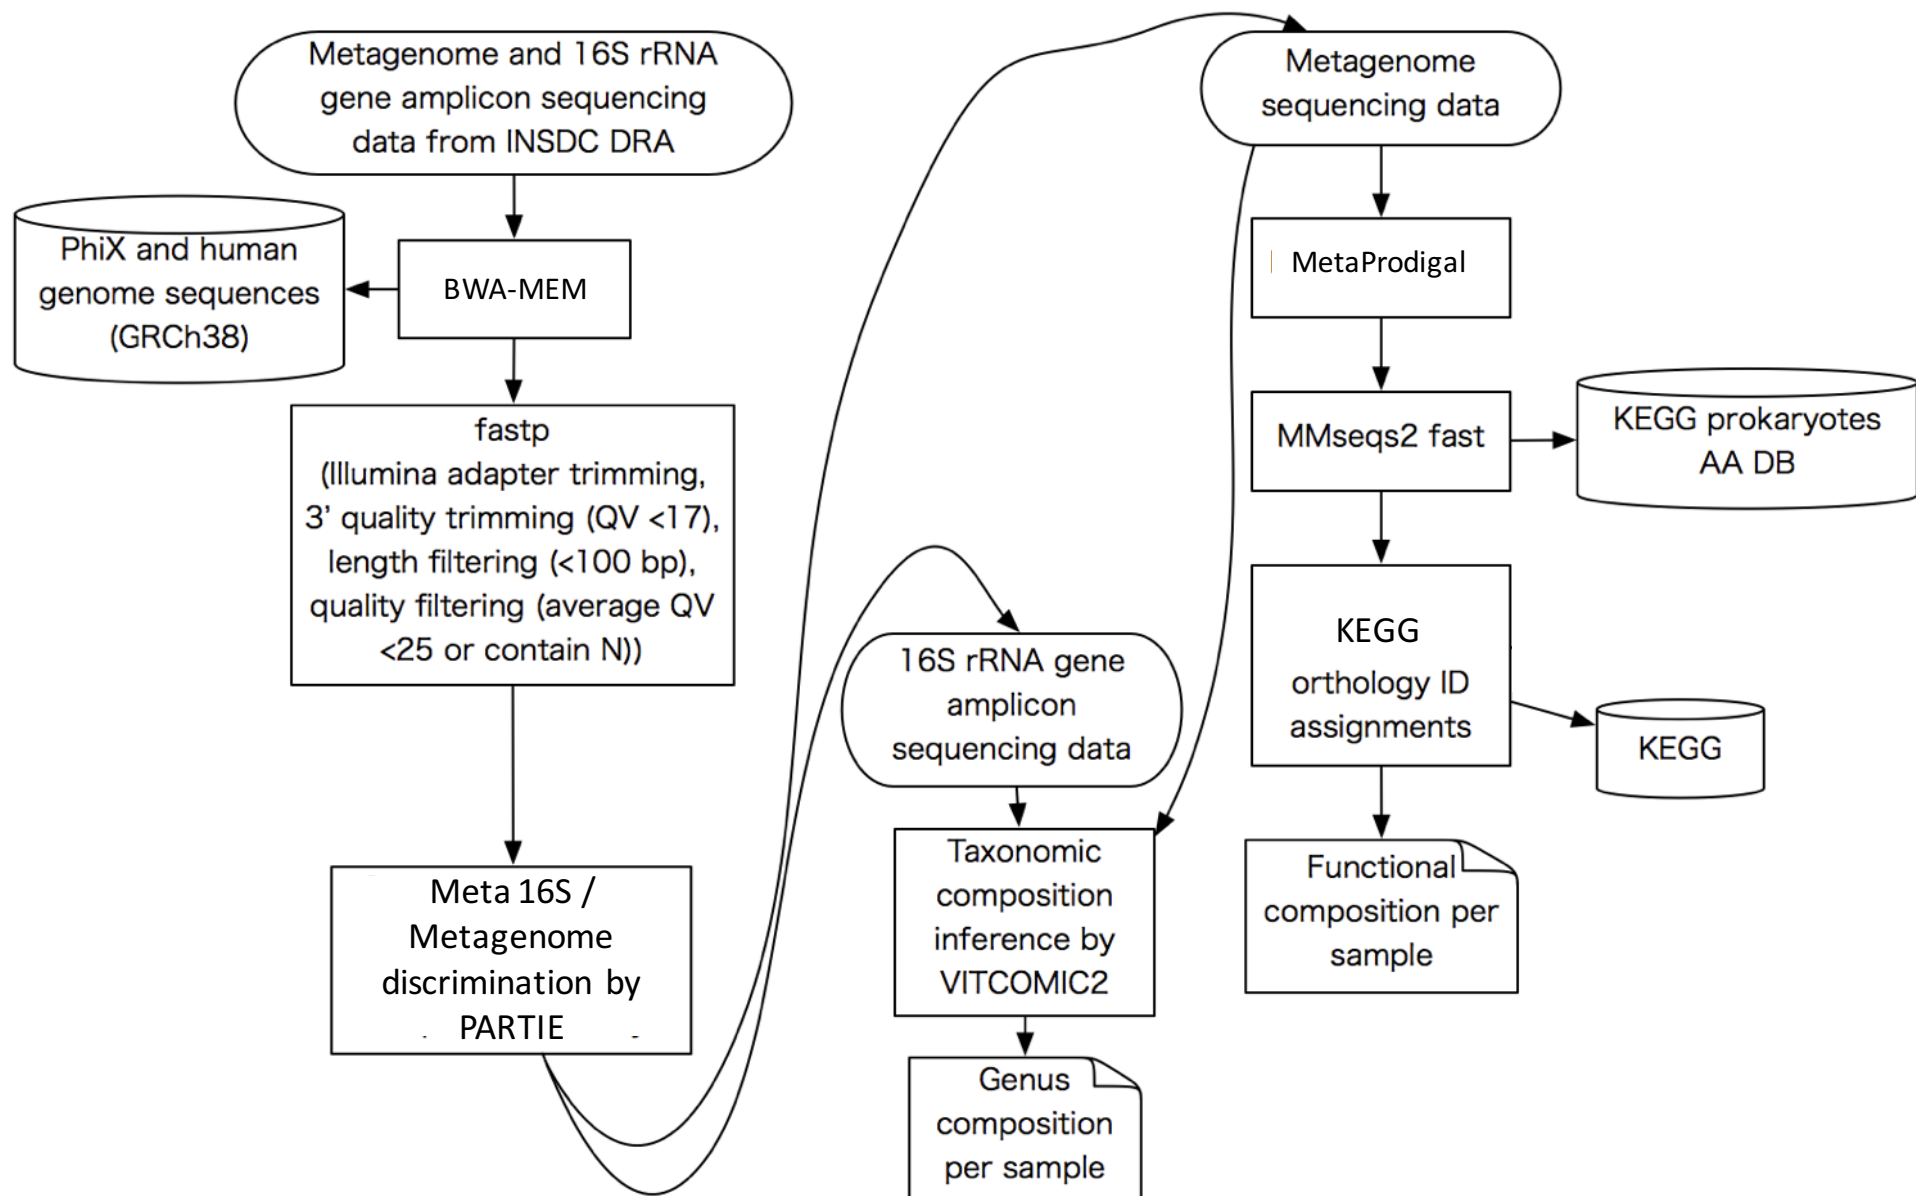 Metagenome and 16S rRNA
gene amplicon sequencing
data from INSDC DRA
PhiX and human
genome sequences
(GRCh38)
BWA-MEM
fastp
(Illumina adapter trimming,
3’ quality trimming (QV <17),
length filtering (<100 bp),
quality filtering (average QV
<25 or contain N))
Meta 16S /
Metagenome
discrimination by
PARTIE
16S rRNA gene
amplicon
sequencing data
Taxonomic
composition
inference by
VITCOMIC2
Genus
composition
per sample
Metagenome
sequencing data
MetaProdigal
MMseqs2 fast
KEGG prokaryotes
AA DB
KEGG
orthology ID
assignments
KEGG
Functional
composition per
sample